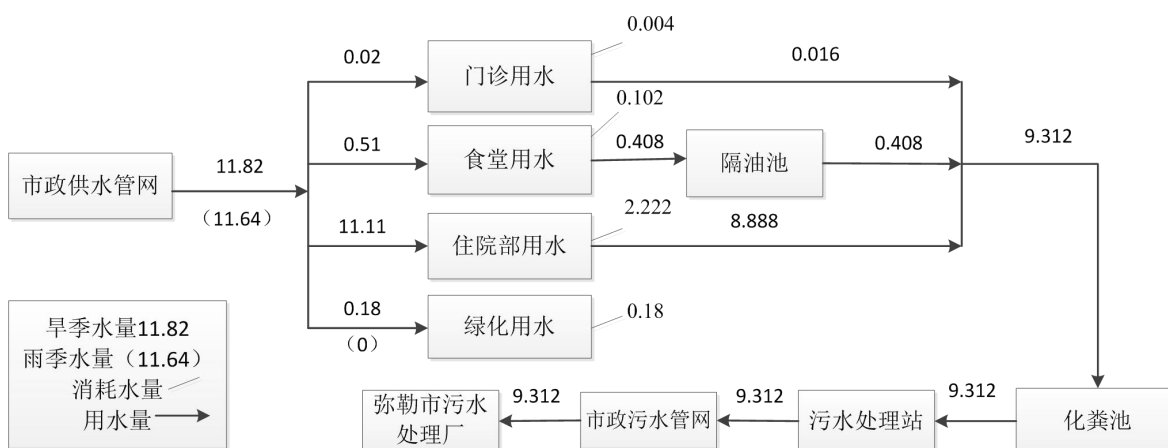 0.004
0.02
门诊用水
0.016
0.102
0.51
食堂用水
0.408
隔油池
0.408
9.312
市政供水管网
11.82
（11.64）
2.222
11.11
住院部用水
8.888
0.18
（0）
绿化用水
0.18
旱季水量11.82
雨季水量（11.64）
消耗水量
用水量
弥勒市污水
处理厂
9.312
市政污水管网
9.312
污水处理站
9.312
化粪池